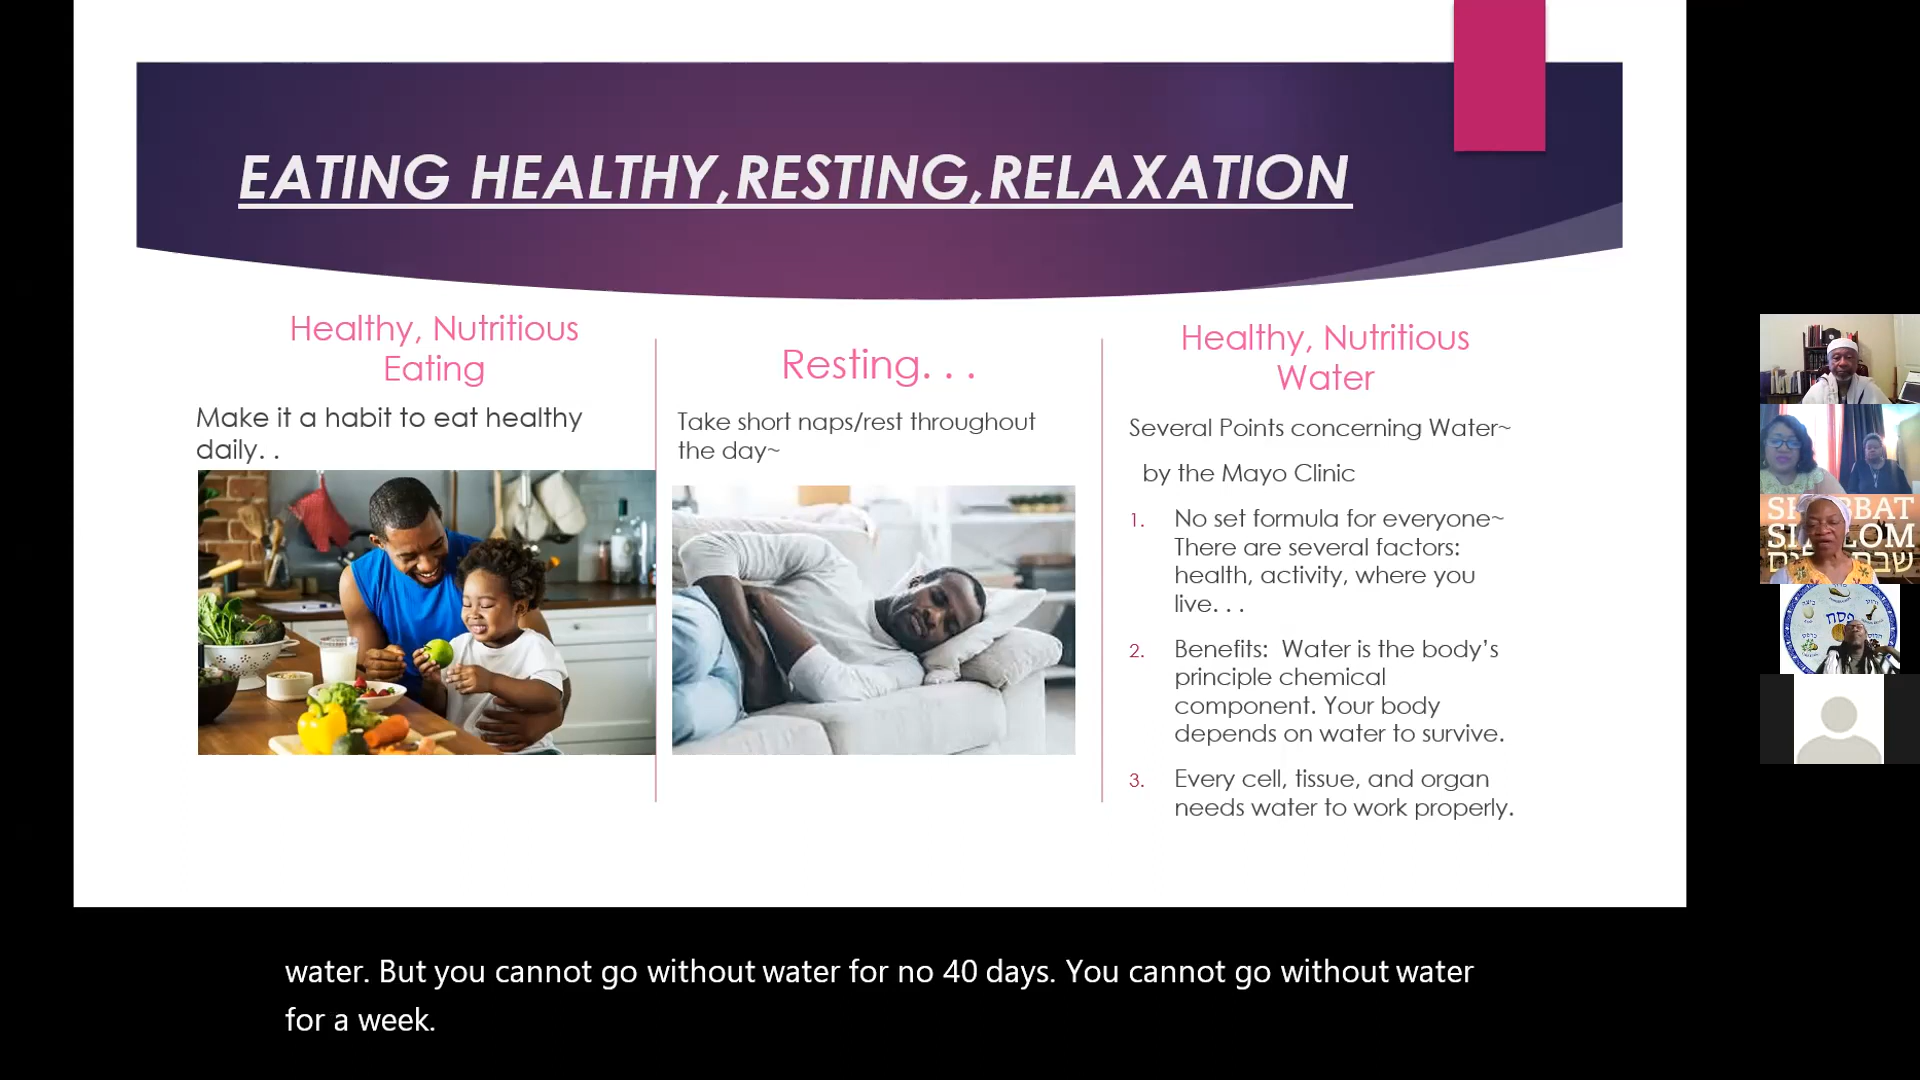 EATING HEALTHY,RESTING,RELAXATION
Healthy, Nutritious
Eating
Make it a habit to eat healthy
daily. .
Resting. . .
Take short naps/rest throughout
the day~
Healthy, Nutritious
Water
Several Points concerning Water~
by the Mayo Clinic
1. No set formula for everyone~
There are several factors:
health, activity, where you
live. . .
2. Benefits:  Water is the body's
principle chemical
component. Your body
depends on water to survive.
3. Every cell, tissue, and organ
needs water to work properly.
פסח
water. But you cannot go without water for no 40 days. You cannot go without water
for a week.